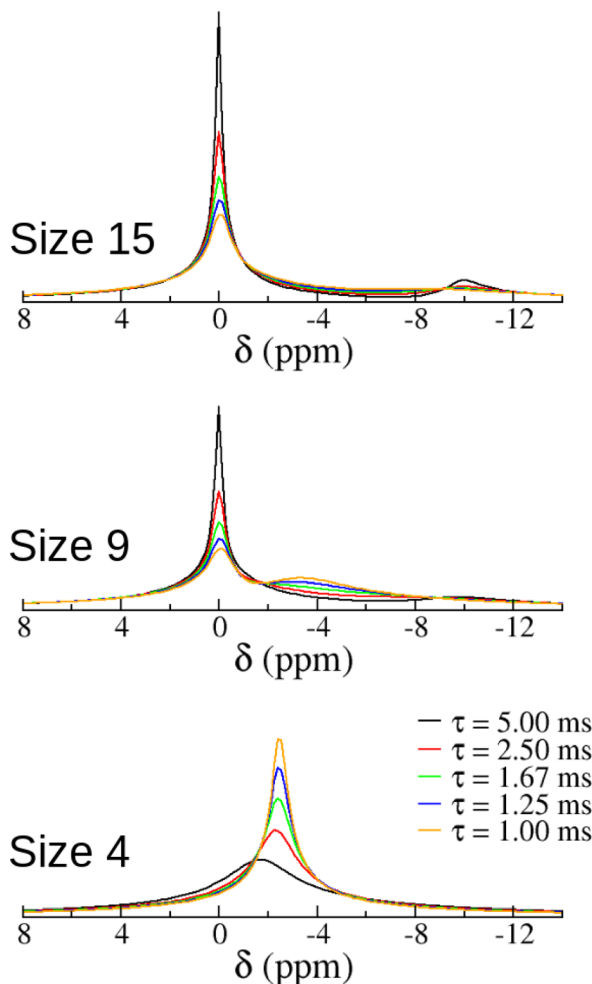 Size 15
8 4 0 -4 -8 -12
δ (ppm)
Size 9
8 4 0 -4 -8 -12
δ (ppm)
τ = 5.00 ms
τ = 2.50 ms
τ = 1.67 ms
τ = 1.25 ms
τ = 1.00 ms
Size 4
8 4 0 -4 -8 -12
δ (ppm)